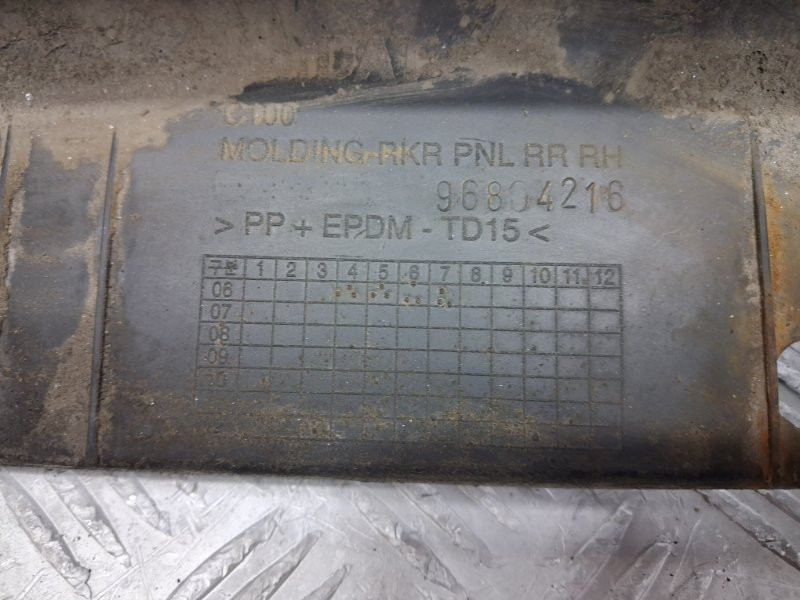 C100
MOLDING-RKR PNL RR RH
96804216
>PP + EPDM - TD15<
구분 1 2 3 4 5 6 7 8 9 10 11 12
06
07
08
09